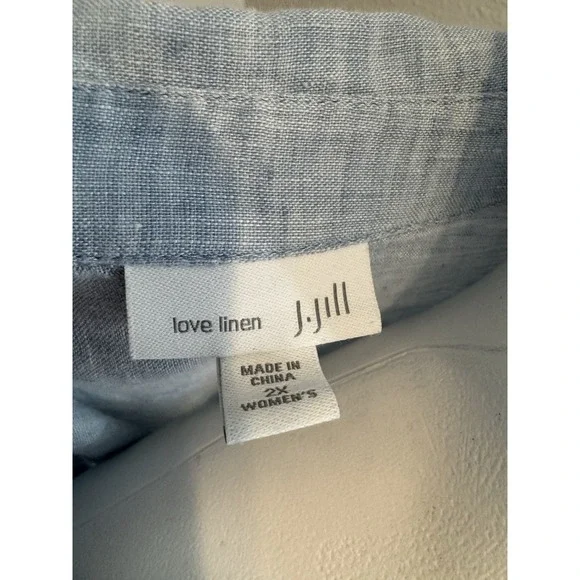 love linen J.Jill
MADE IN
CHINA
2X
WOMEN'S